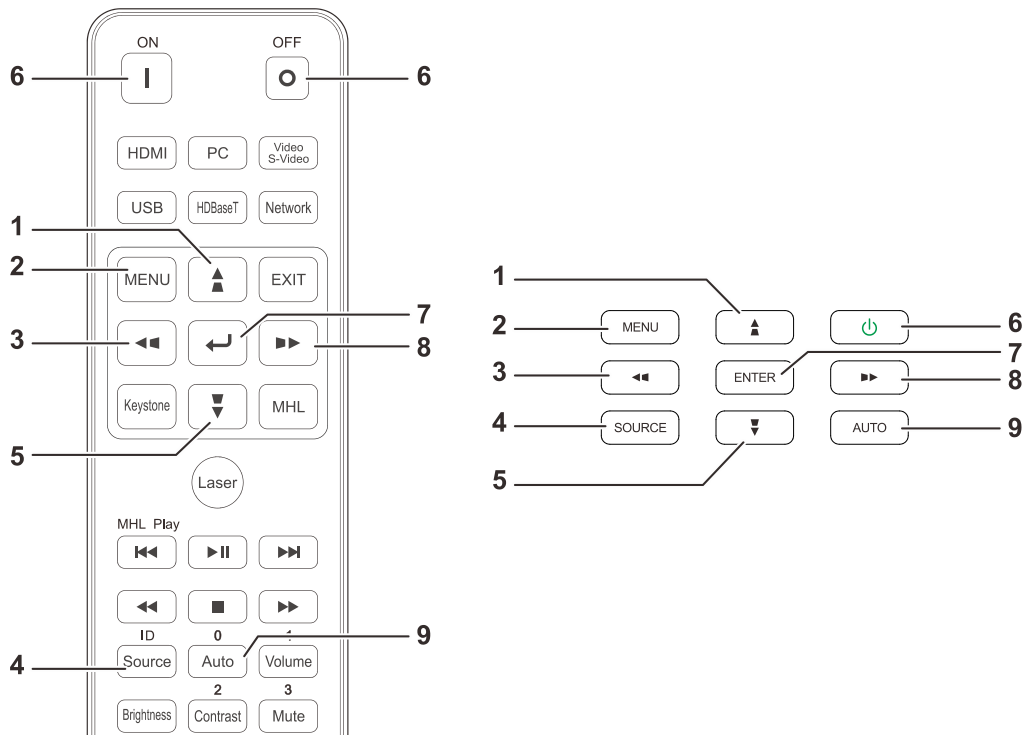 ON OFF
6 6
HDMI PC Video S-Video
USB HDBaseT Network
1
2 MENU EXIT
3 7
8
Keystone MHL
5
Laser
MHL Play
ID 0 1
4 Source Auto Volume 9
2 3
Brightness Contrast Mute
1
2 MENU 6
7
3 ENTER 8
4 SOURCE AUTO 9
5